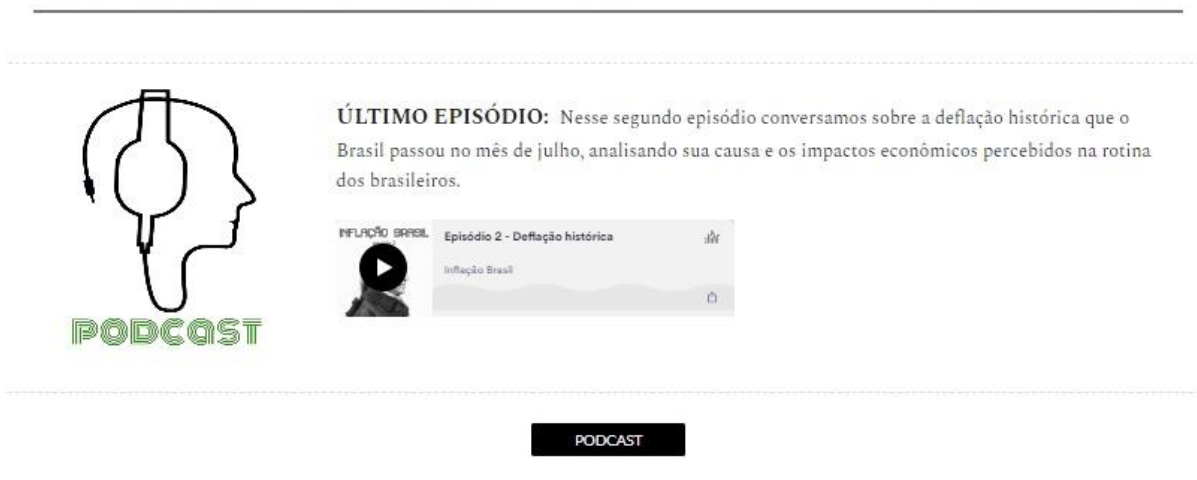 ÚLTIMO EPISÓDIO: Nesse segundo episódio conversamos sobre a deflação histórica que o
Brasil passou no mês de julho, analisando sua causa e os impactos econômicos percebidos na rotina
dos brasileiros.
INFLAÇÃO BRASIL
Episódio 2 - Deflação histórica
Inflação Brasil
PODCAST
PODCAST